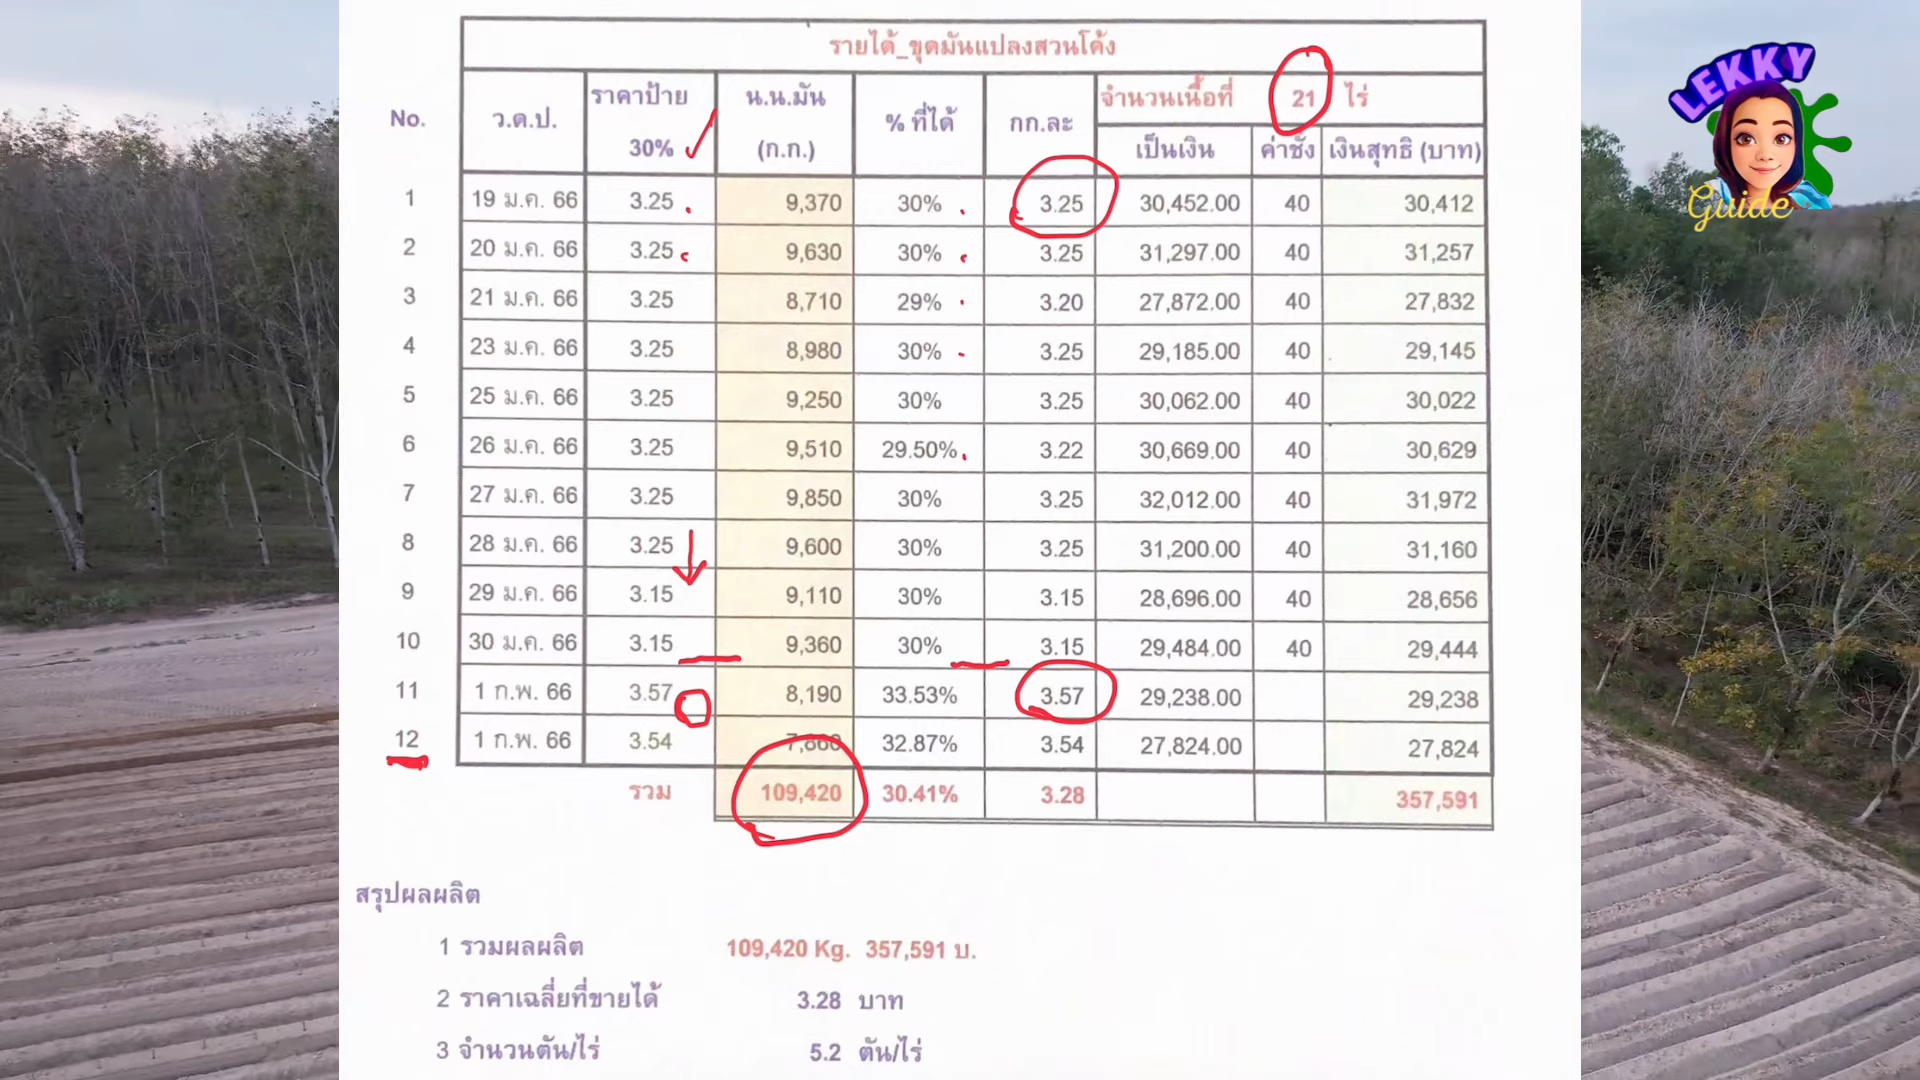 LEKKY
Guide
รายได้_ขุดมันแปลงสวนโค้ง
No. ว.ด.ป. ราคาป้าย 30% น.น.มัน (ก.ก.) % ที่ได้ กก.ละ จำนวนเนื้อที่ 21 ไร่
เป็นเงิน ค่าชั่ง เงินสุทธิ (บาท)
1 19 ม.ค. 66 3.25 9,370 30% 3.25 30,452.00 40 30,412
2 20 ม.ค. 66 3.25 9,630 30% 3.25 31,297.00 40 31,257
3 21 ม.ค. 66 3.25 8,710 29% 3.20 27,872.00 40 27,832
4 23 ม.ค. 66 3.25 8,980 30% 3.25 29,185.00 40 29,145
5 25 ม.ค. 66 3.25 9,250 30% 3.25 30,062.00 40 30,022
6 26 ม.ค. 66 3.25 9,510 29.50% 3.22 30,669.00 40 30,629
7 27 ม.ค. 66 3.25 9,850 30% 3.25 32,012.00 40 31,972
8 28 ม.ค. 66 3.25 9,600 30% 3.25 31,200.00 40 31,160
9 29 ม.ค. 66 3.15 9,110 30% 3.15 28,696.00 40 28,656
10 30 ม.ค. 66 3.15 9,360 30% 3.15 29,484.00 40 29,444
11 1 ก.พ. 66 3.57 8,190 33.53% 3.57 29,238.00 29,238
12 1 ก.พ. 66 3.54 7,860 32.87% 3.54 27,824.00 27,824
รวม 109,420 30.41% 3.28 357,591
สรุปผลผลิต
1 รวมผลผลิต 109,420 Kg. 357,591 บ.
2 ราคาเฉลี่ยที่ขายได้ 3.28 บาท
3 จำนวนตัน/ไร่ 5.2 ตัน/ไร่